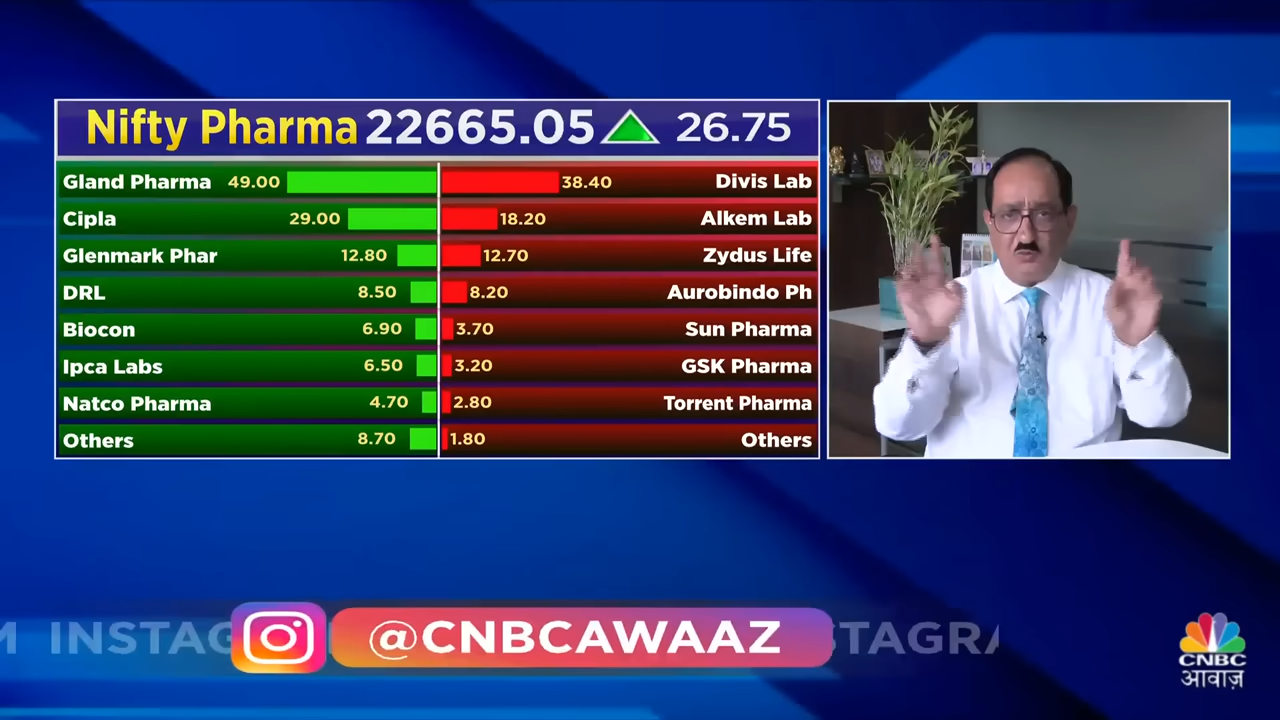 Nifty Pharma 22665.05 26.75
Gland Pharma 49.00 38.40 Divis Lab
Cipla 29.00 18.20 Alkem Lab
Glenmark Phar 12.80 12.70 Zydus Life
DRL 8.50 8.20 Aurobindo Ph
Biocon 6.90 3.70 Sun Pharma
Ipca Labs 6.50 3.20 GSK Pharma
Natco Pharma 4.70 2.80 Torrent Pharma
Others 8.70 1.80 Others
M INSTAG @CNBCAWAAZ STAGRA
CNBC
आवाज़